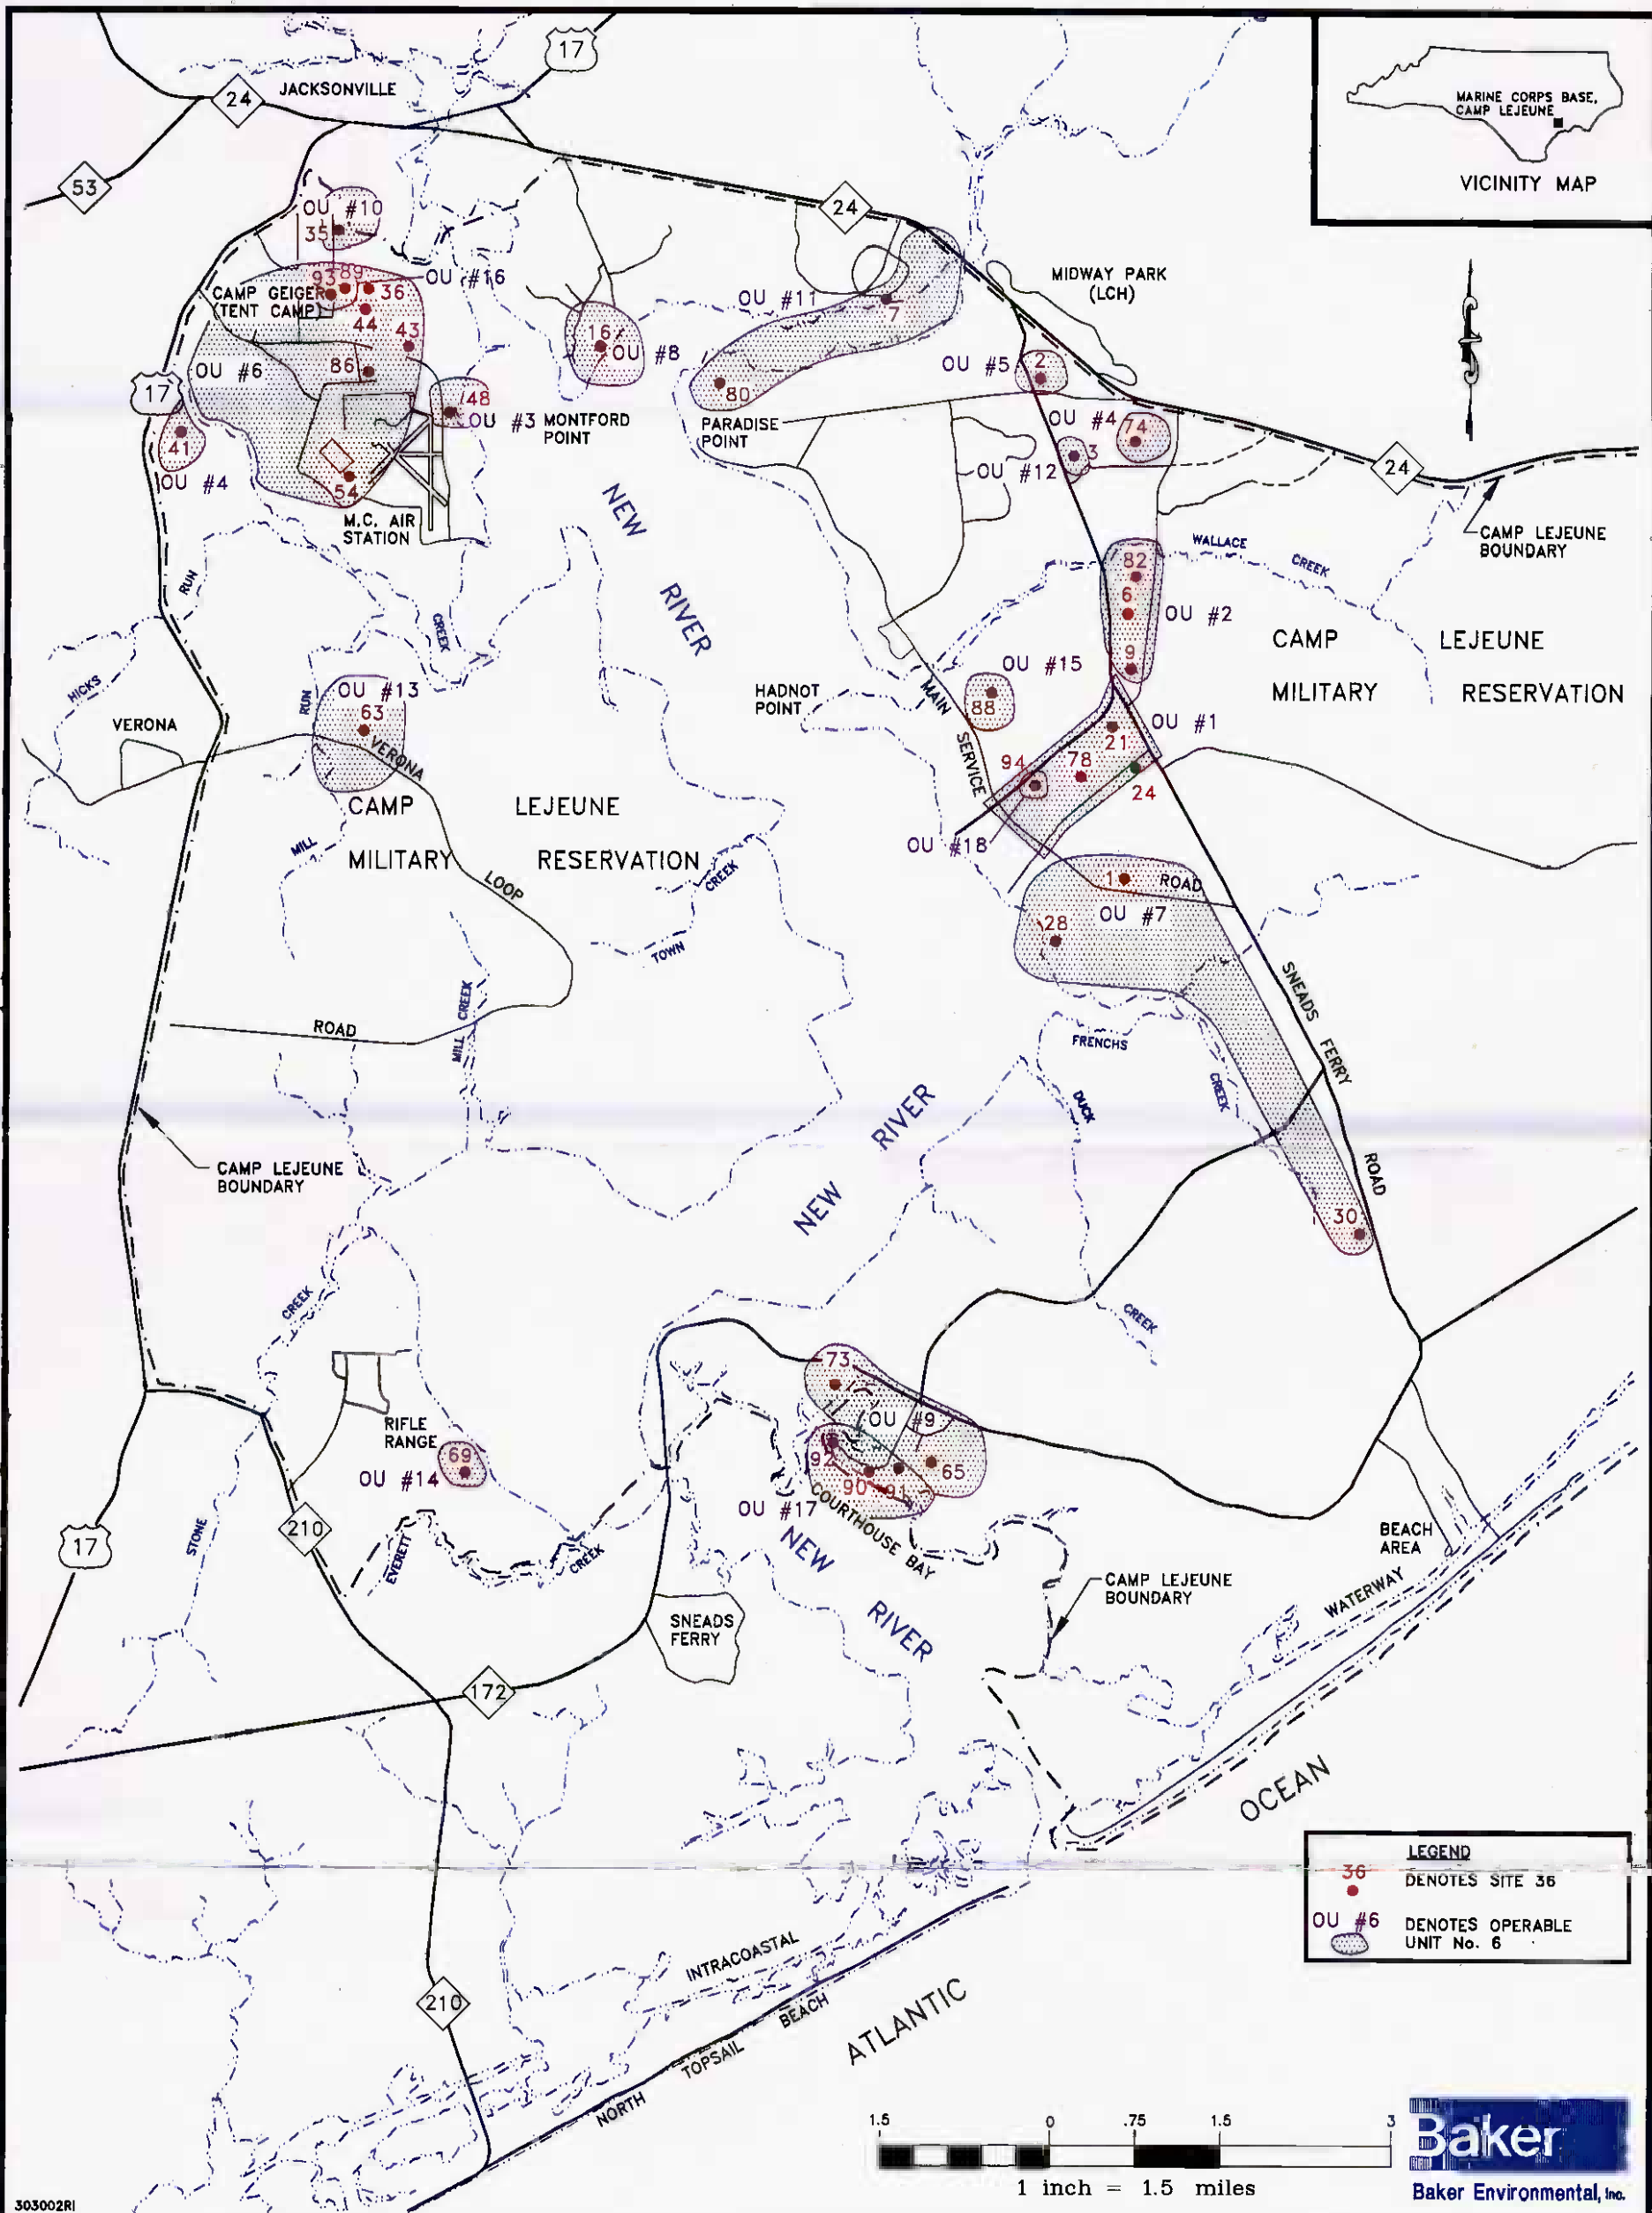 17
24
JACKSONVILLE
53
MARINE CORPS BASE,
CAMP LEJEUNE
VICINITY MAP
OU #10
35
24
93
89
36
OU #16
CAMP GEIGER
(TENT CAMP)
44
43
MIDWAY PARK
(LCH)
OU #11
7
16
OU #8
OU #6
86
17
OU #5
2
80
48
OU #3
MONTFORD
POINT
PARADISE
POINT
OU #4
74
41
OU #4
3
OU #12
24
54
M.C. AIR
STATION
NEW
RIVER
CAMP LEJEUNE
BOUNDARY
WALLACE
CREEK
82
6
OU #2
9
RUN
CREEK
HICKS
CAMP
LEJEUNE
MILITARY
RESERVATION
OU #15
88
HADNOT
POINT
MAIN
SERVICE
OU #13
63
RUN
VERONA
VERONA
OU #1
21
94
78
24
OU #18
CAMP
LEJEUNE
MILITARY
RESERVATION
MILL
LOOP
CREEK
TOWN
1
ROAD
OU #7
28
SNEADS
FERRY
ROAD
ROAD
MILL
CREEK
FRENCHS
CREEK
DUCK
CREEK
NEW
RIVER
CAMP LEJEUNE
BOUNDARY
30
CREEK
73
OU #9
RIFLE
RANGE
69
OU #14
92
90
91
65
OU #17
COURTHOUSE BAY
17
210
STONE
EVERETT
CREEK
NEW
RIVER
BEACH
AREA
CAMP LEJEUNE
BOUNDARY
WATERWAY
SNEADS
FERRY
172
OCEAN
LEGEND
36
DENOTES SITE 36
OU #6
DENOTES OPERABLE
UNIT No. 6
INTRACOASTAL
210
NORTH
TOPSAIL
BEACH
ATLANTIC
1.5
0
.75
1.5
3
1 inch = 1.5 miles
Baker
Baker Environmental, Inc.
303002RI